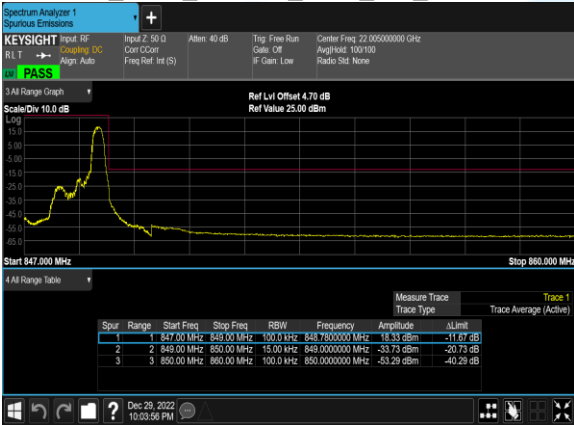 Spectrum Analyzer 1
Spurious Emissions
+
KEYSIGHT Input: RF Input Z: 50 Ω Atten: 40 dB Trig: Free Run Center Freq: 22.005000000 GHz
RLT Coupling: DC Corr CCorr Gate: Off Avg|Hold: 100/100
Align: Auto Freq Ref: Int (S) IF Gain: Low Radio Std: None
PASS
3 All Range Graph
Ref Lvl Offset 4.70 dB
Scale/Div 10.0 dB Ref Value 25.00 dBm
Log
15.0
5.00
-5.00
-15.0
-25.0
-35.0
-45.0
-55.0
-65.0
Start 847.000 MHz Stop 860.000 MHz
4 All Range Table
Measure Trace Trace 1
Trace Type Trace Average (Active)
Spur Range Start Freq Stop Freq RBW Frequency Amplitude ΔLimit
1 1 847.00 MHz 849.00 MHz 100.0 kHz 848.7800000 MHz 18.33 dBm -11.67 dB
2 2 849.00 MHz 850.00 MHz 15.00 kHz 849.0000000 MHz -33.73 dBm -20.73 dB
3 3 850.00 MHz 860.00 MHz 100.0 kHz 850.0000000 MHz -53.29 dBm -40.29 dB
?
Dec 29, 2022
10:03:56 PM